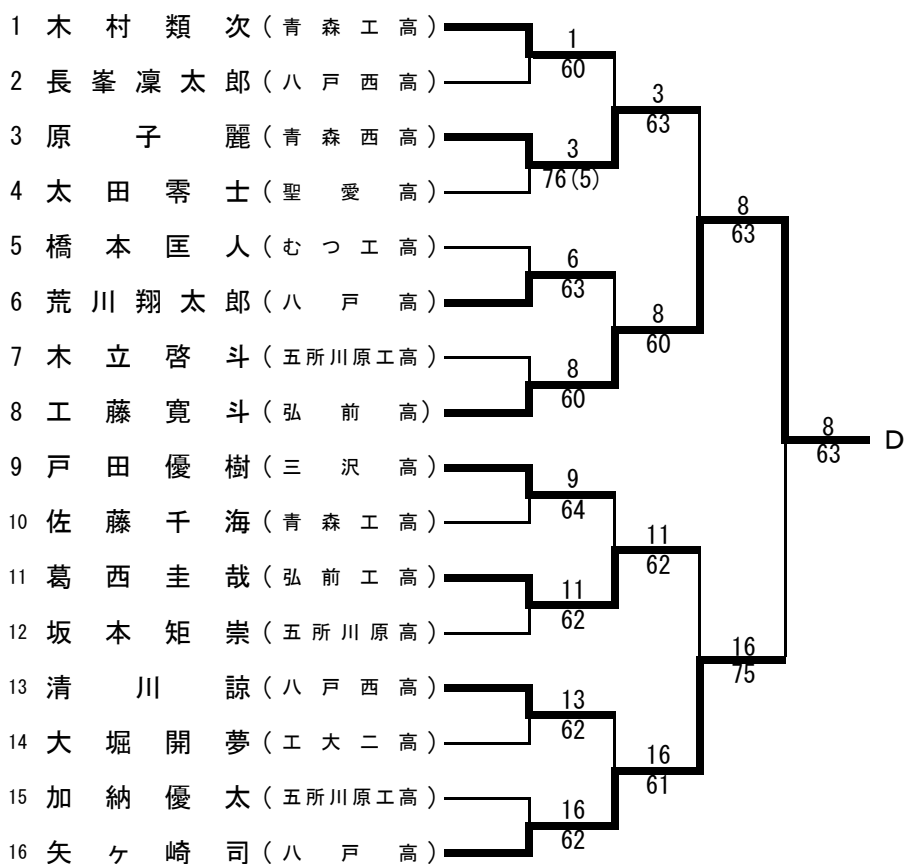 1 木村類次 (青森工高)
2 長峯凜太郎 (八戸西高)
3 原子麗 (青森西高)
4 太田零士 (聖愛高)
5 橋本匡人 (むつ工高)
6 荒川翔太郎 (八戸高)
7 木立啓斗 (五所川原工高)
8 工藤寛斗 (弘前高)
9 戸田優樹 (三沢高)
10 佐藤千海 (青森工高)
11 葛西圭哉 (弘前工高)
12 坂本矩崇 (五所川原高)
13 清川諒 (八戸西高)
14 大堀開夢 (工大二高)
15 加納優太 (五所川原工高)
16 矢ヶ崎司 (八戸高)
1
60
3
76(5)
6
63
8
60
9
64
11
62
13
62
16
62
3
63
8
60
11
62
16
61
8
63
16
75
8
63
D